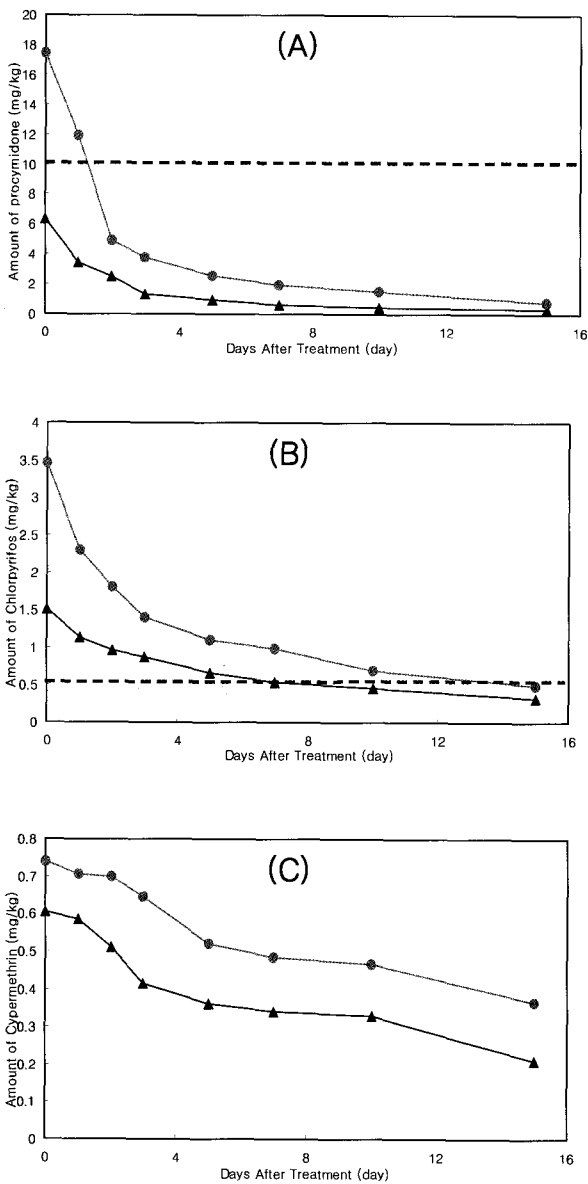 (A)
Amount of procymidone (mg/kg)
20
18
16
14
12
10
8
6
4
2
0
0 4 8 12 16
Days After Treatment (day)
(B)
Amount of Chlorpyrifos (mg/kg)
4
3.5
3
2.5
2
1.5
1
0.5
0
0 4 8 12 16
Days After Treatment (day)
(C)
Amount of Cypermethrin (mg/kg)
0.8
0.7
0.6
0.5
0.4
0.3
0.2
0.1
0
0 4 8 12 16
Days After Treatment (day)